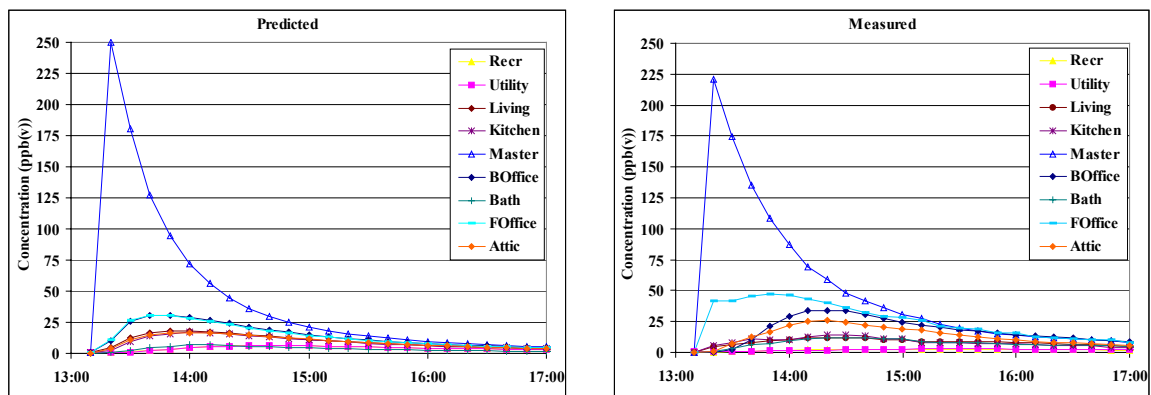 Predicted
Concentration (ppb(v))
250
225
200
175
150
125
100
75
50
25
0
13:00
14:00
15:00
16:00
17:00
Recr
Utility
Living
Kitchen
Master
BOffice
Bath
FOffice
Attic
Measured
Concentration (ppb(v))
250
225
200
175
150
125
100
75
50
25
0
13:00
14:00
15:00
16:00
17:00
Recr
Utility
Living
Kitchen
Master
BOffice
Bath
FOffice
Attic